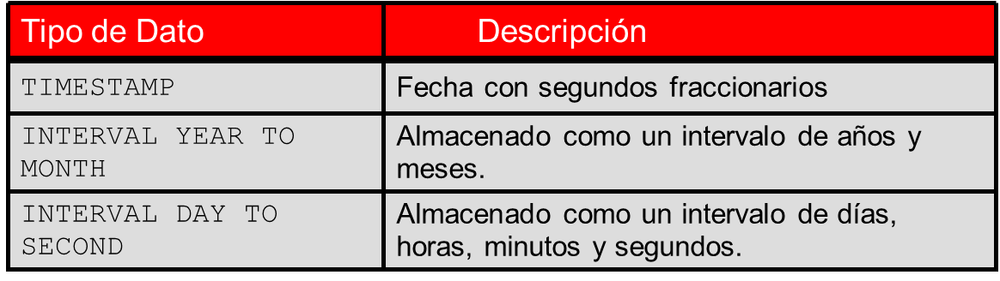 Tipo de Dato
Descripción
TIMESTAMP
Fecha con segundos fraccionarios
INTERVAL YEAR TO
MONTH
Almacenado como un intervalo de años y
meses.
INTERVAL DAY TO
SECOND
Almacenado como un intervalo de días,
horas, minutos y segundos.